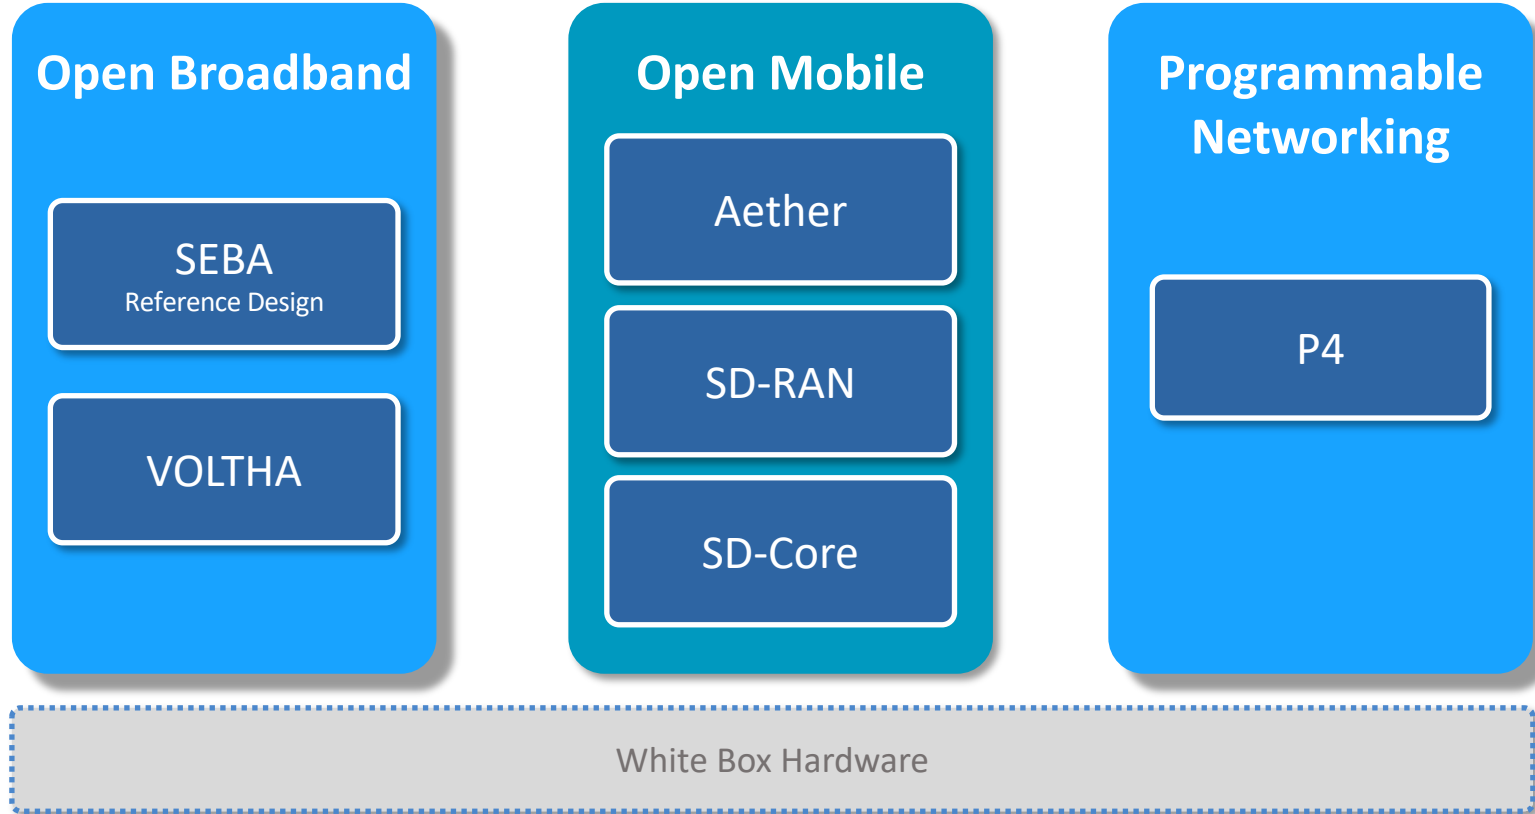 Open Broadband
SEBA
Reference Design
VOLTHA
Open Mobile
Aether
SD-RAN
SD-Core
Programmable
Networking
P4
White Box Hardware